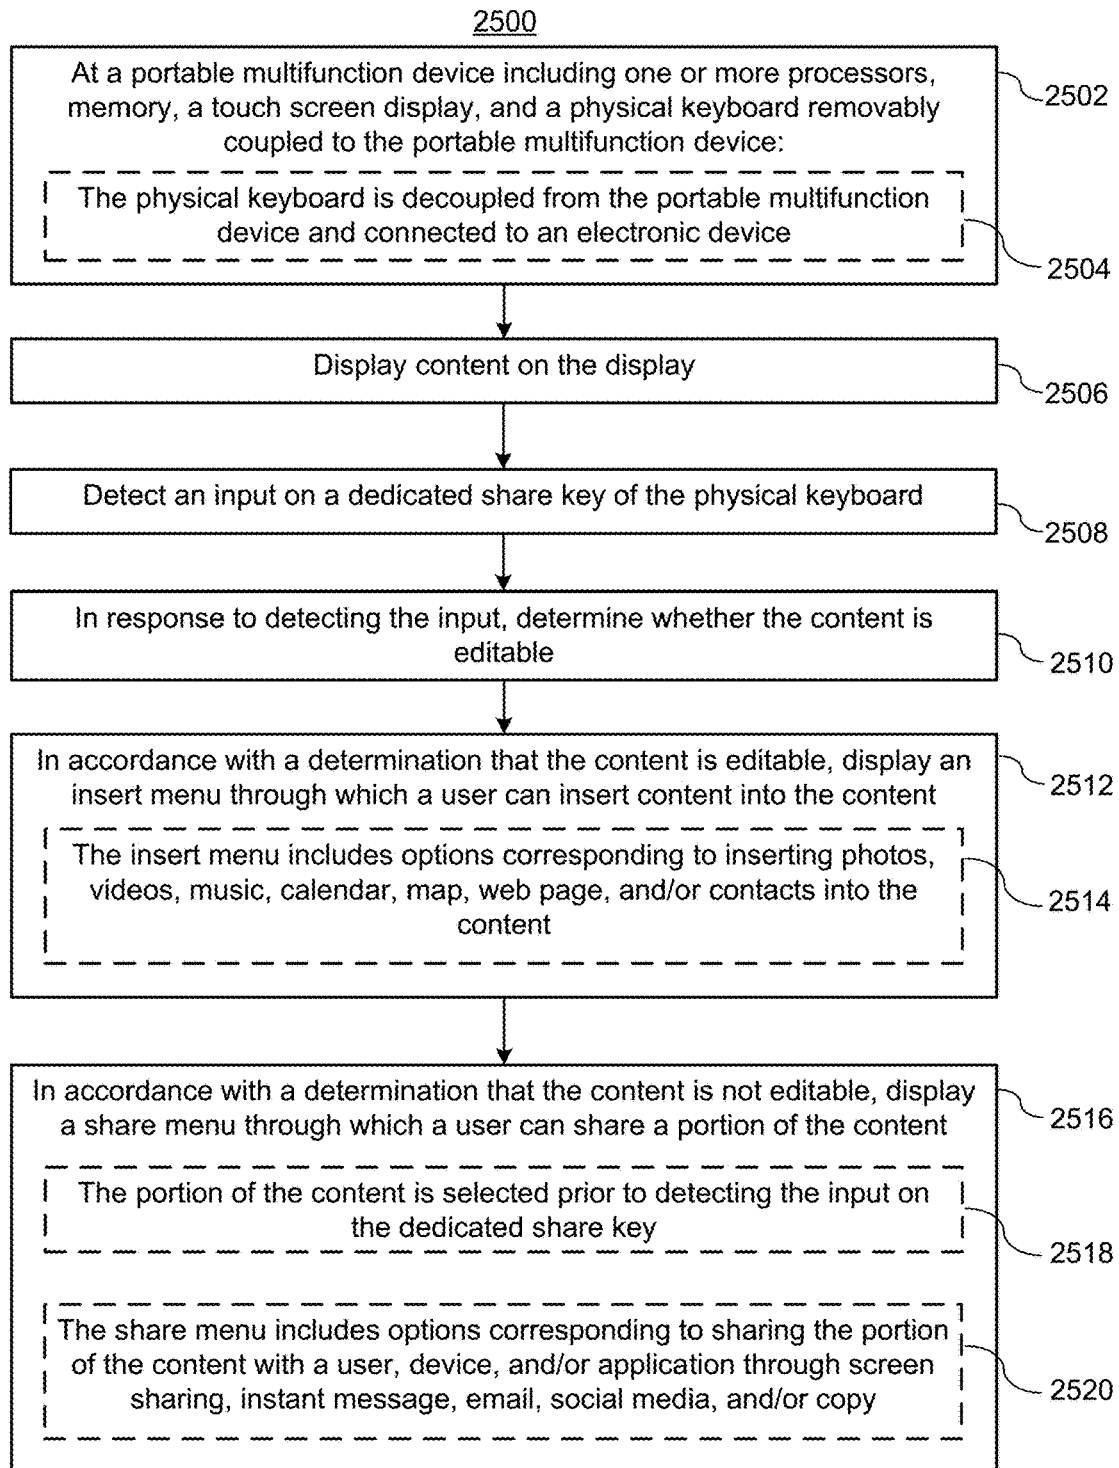 2500
At a portable multifunction device including one or more processors,
memory, a touch screen display, and a physical keyboard removably
coupled to the portable multifunction device:
2502
The physical keyboard is decoupled from the portable multifunction
device and connected to an electronic device
2504
Display content on the display
2506
Detect an input on a dedicated share key of the physical keyboard
2508
In response to detecting the input, determine whether the content is
editable
2510
In accordance with a determination that the content is editable, display an
insert menu through which a user can insert content into the content
2512
The insert menu includes options corresponding to inserting photos,
videos, music, calendar, map, web page, and/or contacts into the
content
2514
In accordance with a determination that the content is not editable, display
a share menu through which a user can share a portion of the content
2516
The portion of the content is selected prior to detecting the input on
the dedicated share key
2518
The share menu includes options corresponding to sharing the portion
of the content with a user, device, and/or application through screen
sharing, instant message, email, social media, and/or copy
2520